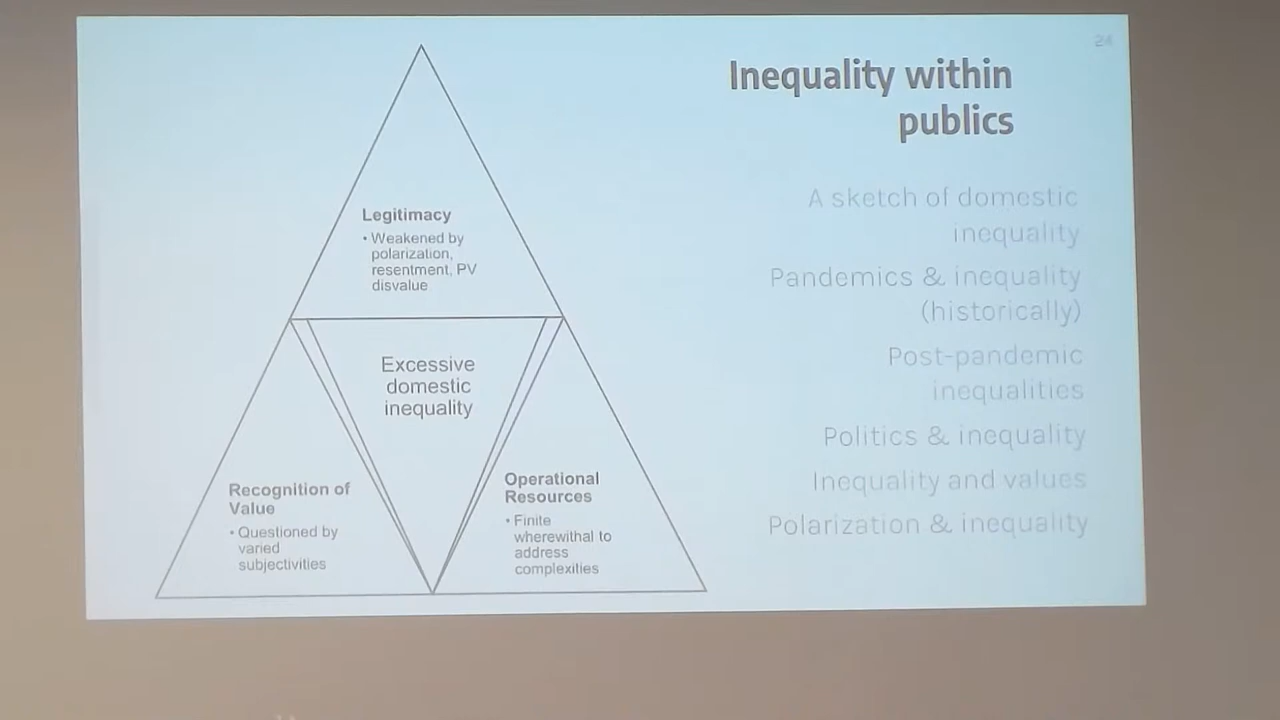 24
Inequality within
publics
Legitimacy
• Weakened by
polarization,
resentment, PV
disvalue
Excessive
domestic
inequality
Recognition of
Value
• Questioned by
varied
subjectivities
Operational
Resources
• Finite
wherewithal to
address
complexities
A sketch of domestic
inequality
Pandemics & inequality
(historically)
Post-pandemic
inequalities
Politics & inequality
Inequality and values
Polarization & inequality